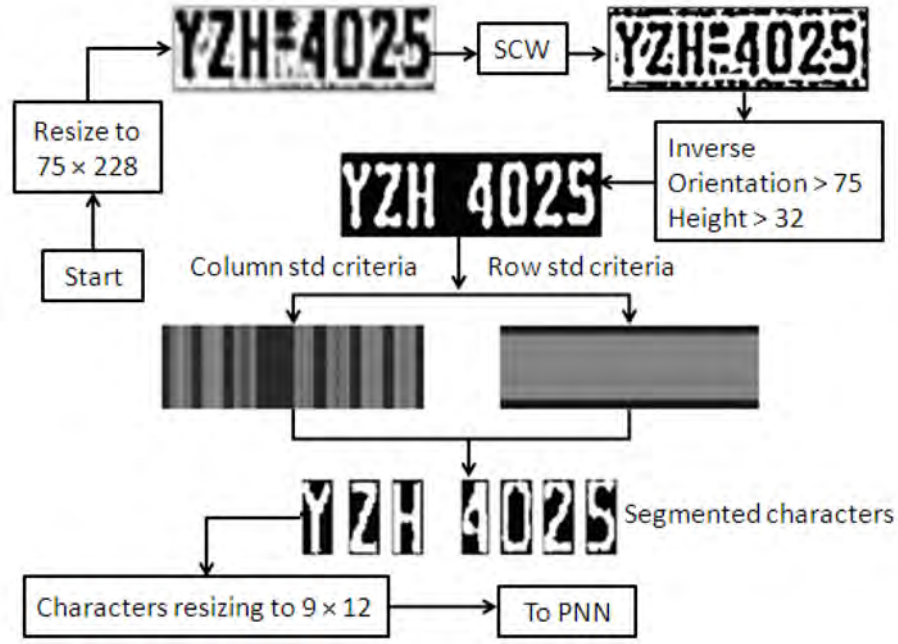 YZH 4025
SCW
YZH 4025
Resize to
75 × 228
Inverse
Orientation > 75
Height > 32
YZH 4025
Start
Column std criteria
Row std criteria
YZH 4025
Segmented characters
Characters resizing to 9 × 12
To PNN